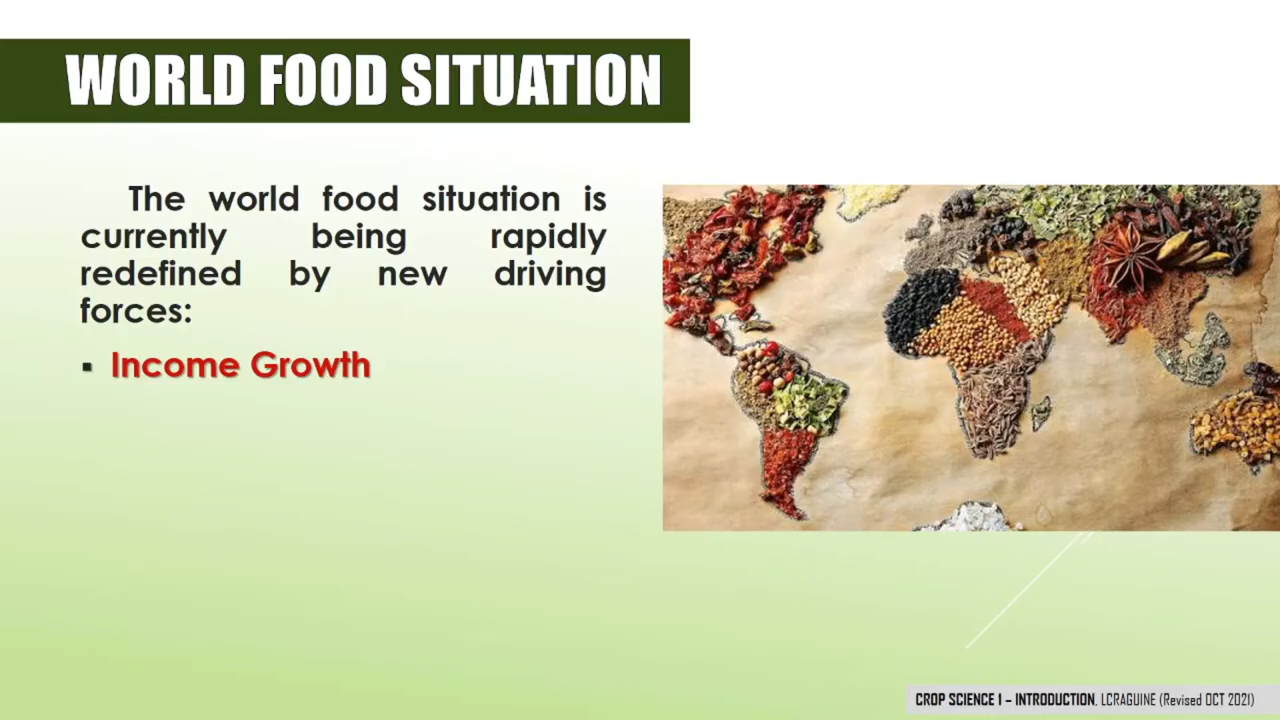 WORLD FOOD SITUATION
The world food situation is
currently being rapidly
redefined by new driving
forces:
▪ Income Growth
CROP SCIENCE 1 – INTRODUCTION, LCRAGUINE (Revised OCT 2021)